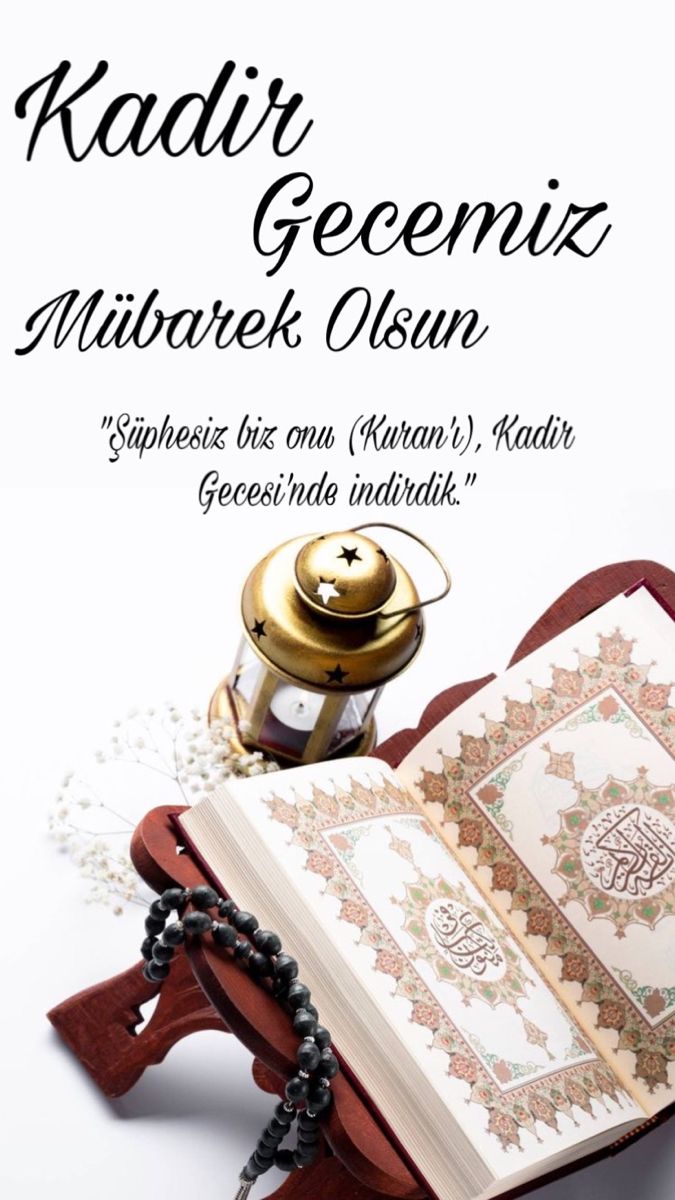 Kadir
Gecemiz
Mübarek Olsun
"Şüphesiz biz onu (Kuran'ı), Kadir
Gecesi'nde indirdik."